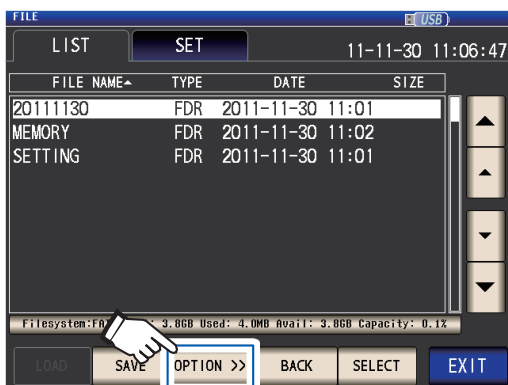 FILE USB
LIST SET 11-11-30 11:06:47
FILE NAME▲ TYPE DATE SIZE
20111130 FDR 2011-11-30 11:01
MEMORY FDR 2011-11-30 11:02
SETTING FDR 2011-11-30 11:01
Filesystem: 3.8GB Used: 4.0MB Avail: 3.8GB Capacity: 0.1%
LOAD SAVE OPTION >> BACK SELECT EXIT